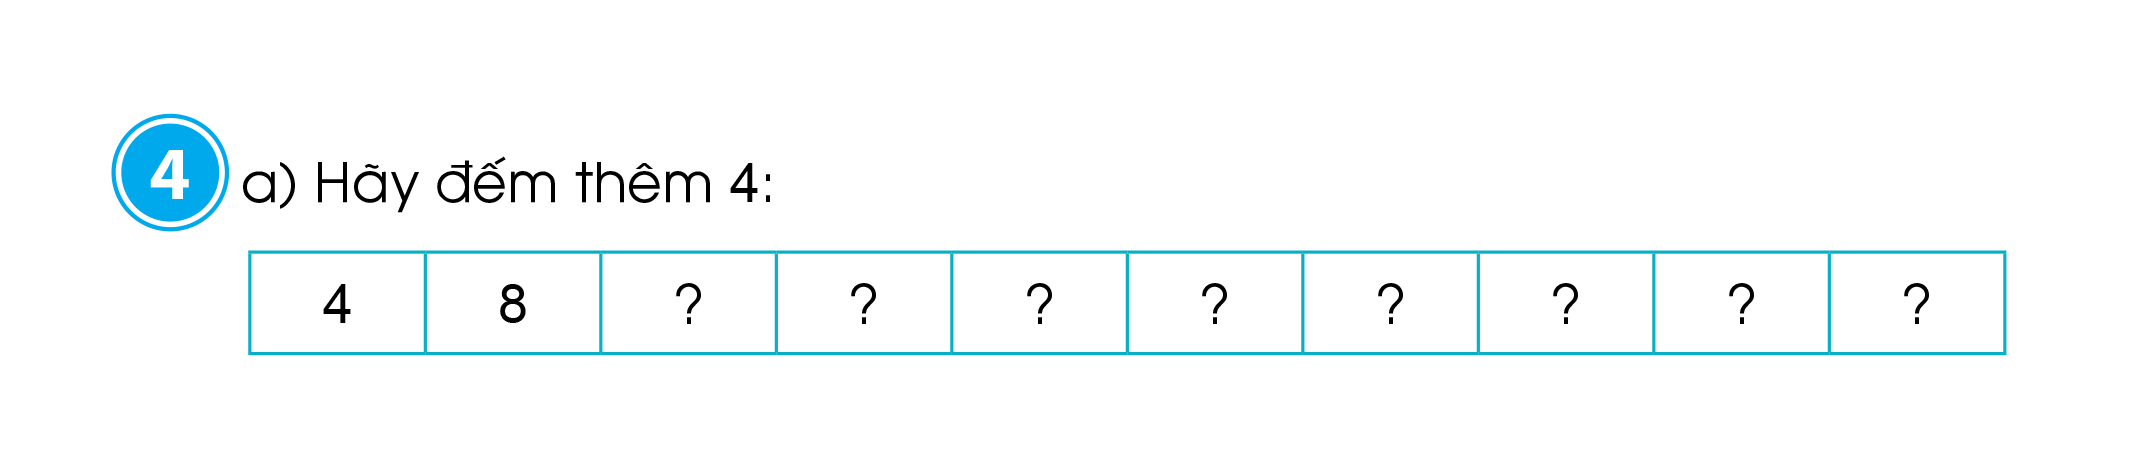 4 a) Hãy đếm thêm 4:
4 8 ? ? ? ? ? ? ? ?